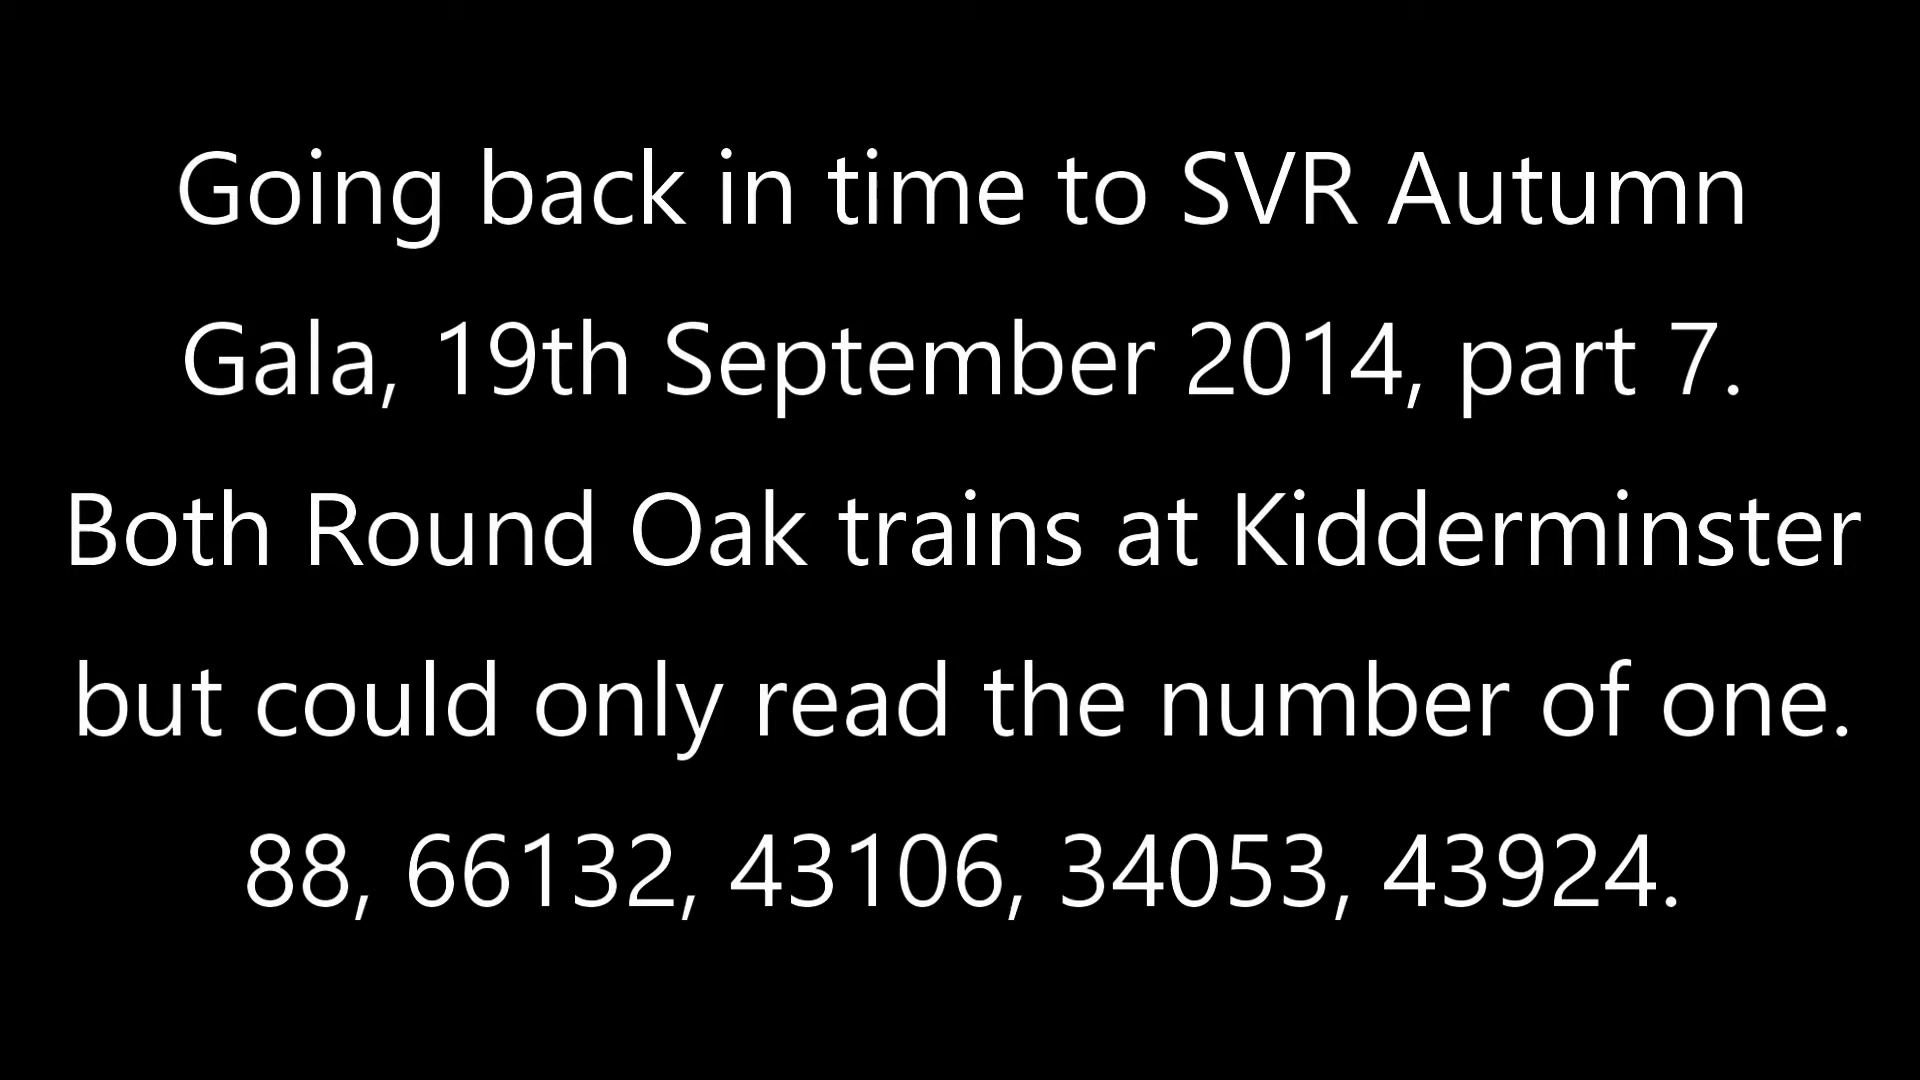 Going back in time to SVR Autumn
Gala, 19th September 2014, part 7.
Both Round Oak trains at Kidderminster
but could only read the number of one.
88, 66132, 43106, 34053, 43924.